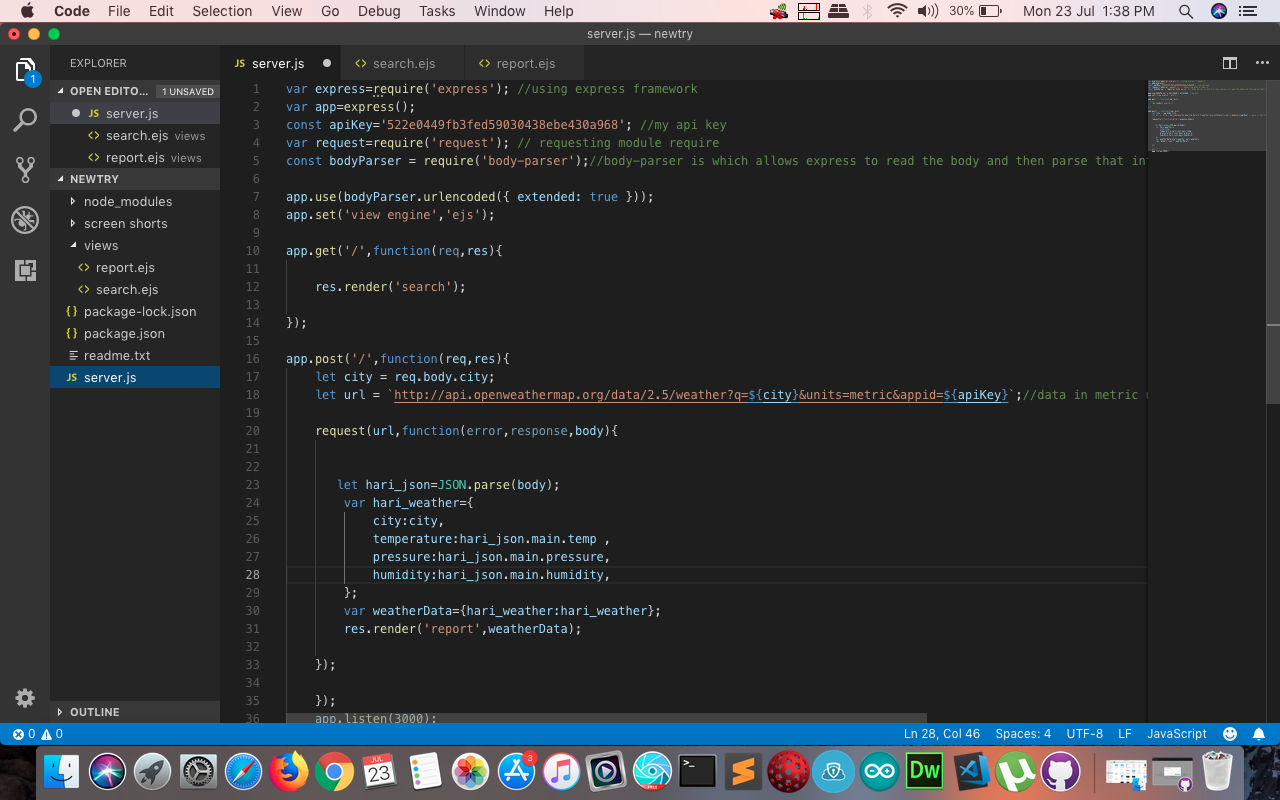 Code File Edit Selection View Go Debug Tasks Window Help 30% Mon 23 Jul 1:38 PM
server.js — newtry
EXPLORER
OPEN EDITO... 1 UNSAVED
JS server.js
search.ejs views
report.ejs views
NEWTRY
node_modules
screen shorts
views
report.ejs
search.ejs
package-lock.json
package.json
readme.txt
JS server.js
OUTLINE
JS server.js search.ejs report.ejs
1 var express=require('express'); //using express framework
2 var app=express();
3 const apiKey='522e0449fb3fed59030438ebe430a968'; //my api key
4 var request=require('request'); // requesting module require
5 const bodyParser = require('body-parser');//body-parser is which allows express to read the body and then parse that in
6
7 app.use(bodyParser.urlencoded({ extended: true }));
8 app.set('view engine','ejs');
9
10 app.get('/',function(req,res){
11
12 res.render('search');
13
14 });
15
16 app.post('/',function(req,res){
17 let city = req.body.city;
18 let url = `http://api.openweathermap.org/data/2.5/weather?q=${city}&units=metric&appid=${apiKey}`;//data in metric
19
20 request(url,function(error,response,body){
21
22
23 let hari_json=JSON.parse(body);
24 var hari_weather={
25 city:city,
26 temperature:hari_json.main.temp ,
27 pressure:hari_json.main.pressure,
28 humidity:hari_json.main.humidity,
29 };
30 var weatherData={hari_weather:hari_weather};
31 res.render('report',weatherData);
32
33 });
34
35 });
36 app.listen(3000);
0 0 Ln 28, Col 46 Spaces: 4 UTF-8 LF JavaScript
1
JUL
23
3
Dw